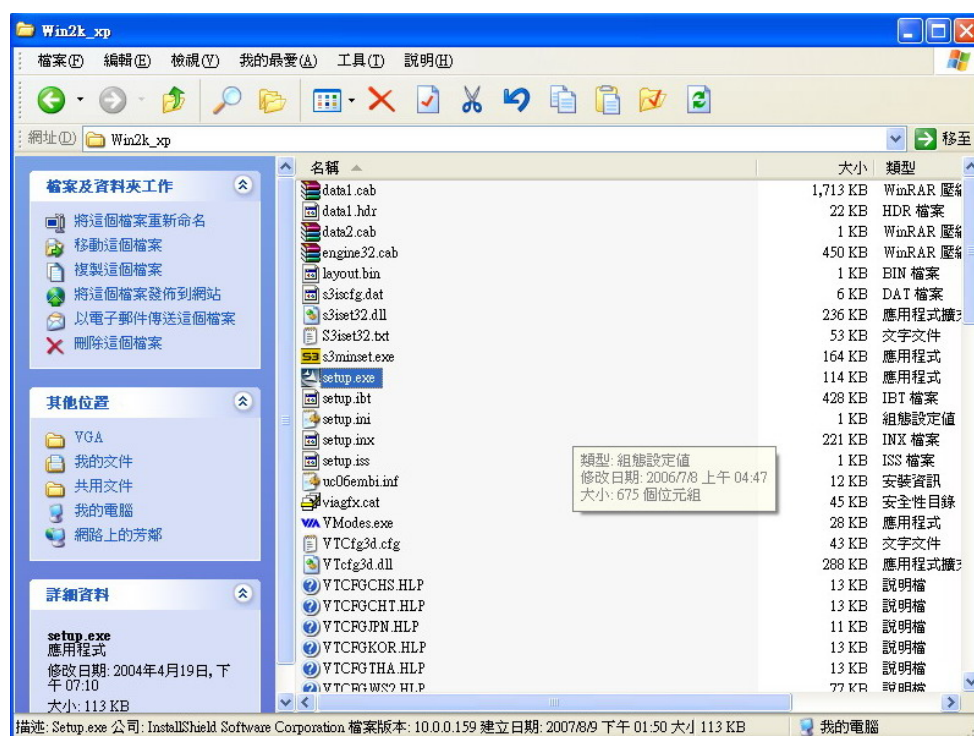 Win2k_xp
檔案(F) 編輯(E) 檢視(V) 我的最愛(A) 工具(T) 說明(H)
網址(D) Win2k_xp 移至
檔案及資料夾工作
將這個檔案重新命名
移動這個檔案
複製這個檔案
將這個檔案發佈到網站
以電子郵件傳送這個檔案
刪除這個檔案
其他位置
VGA
我的文件
共用文件
我的電腦
網路上的芳鄰
詳細資料
setup.exe
應用程式
修改日期: 2004年4月19日, 下
午 07:10
大小: 113 KB
名稱 大小 類型
data1.cab 1,713 KB WinRAR 壓縮
data1.hdr 22 KB HDR 檔案
data2.cab 1 KB WinRAR 壓縮
engine32.cab 450 KB WinRAR 壓縮
layout.bin 1 KB BIN 檔案
s3iscfg.dat 6 KB DAT 檔案
s3iset32.dll 236 KB 應用程式擴充
S3iset32.txt 53 KB 文字文件
S3 s3minset.exe 164 KB 應用程式
setup.exe 114 KB 應用程式
setup.ibt 428 KB IBT 檔案
setup.ini 1 KB 組態設定值
setup.inx 221 KB INX 檔案
setup.iss 1 KB ISS 檔案
uc06embi.inf 12 KB 安裝資訊
viagfx.cat 45 KB 安全性目錄
VIA VModes.exe 28 KB 應用程式
VTCfg3d.cfg 43 KB 文字文件
VTcfg3d.dll 288 KB 應用程式擴充
VTCFGCHS.HLP 13 KB 說明檔
VTCFGCHT.HLP 13 KB 說明檔
VTCFGJPN.HLP 11 KB 說明檔
VTCFGKOR.HLP 13 KB 說明檔
VTCFGTHA.HLP 13 KB 說明檔
VTCFGWS2.HLP 77 KB 說明檔
類型: 組態設定值
修改日期: 2006/7/8 上午 04:47
大小: 675 個位元組
描述: Setup.exe 公司: InstallShield Software Corporation 檔案版本: 10.0.0.159 建立日期: 2007/8/9 下午 01:50 大小 113 KB 我的電腦